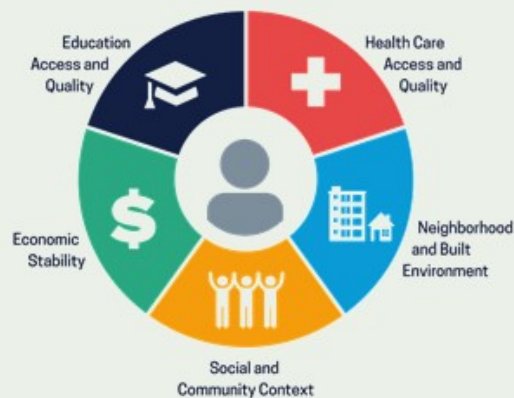 Education
Access and
Quality
Health Care
Access and
Quality
Economic
Stability
Neighborhood
and Built
Environment
Social and
Community Context